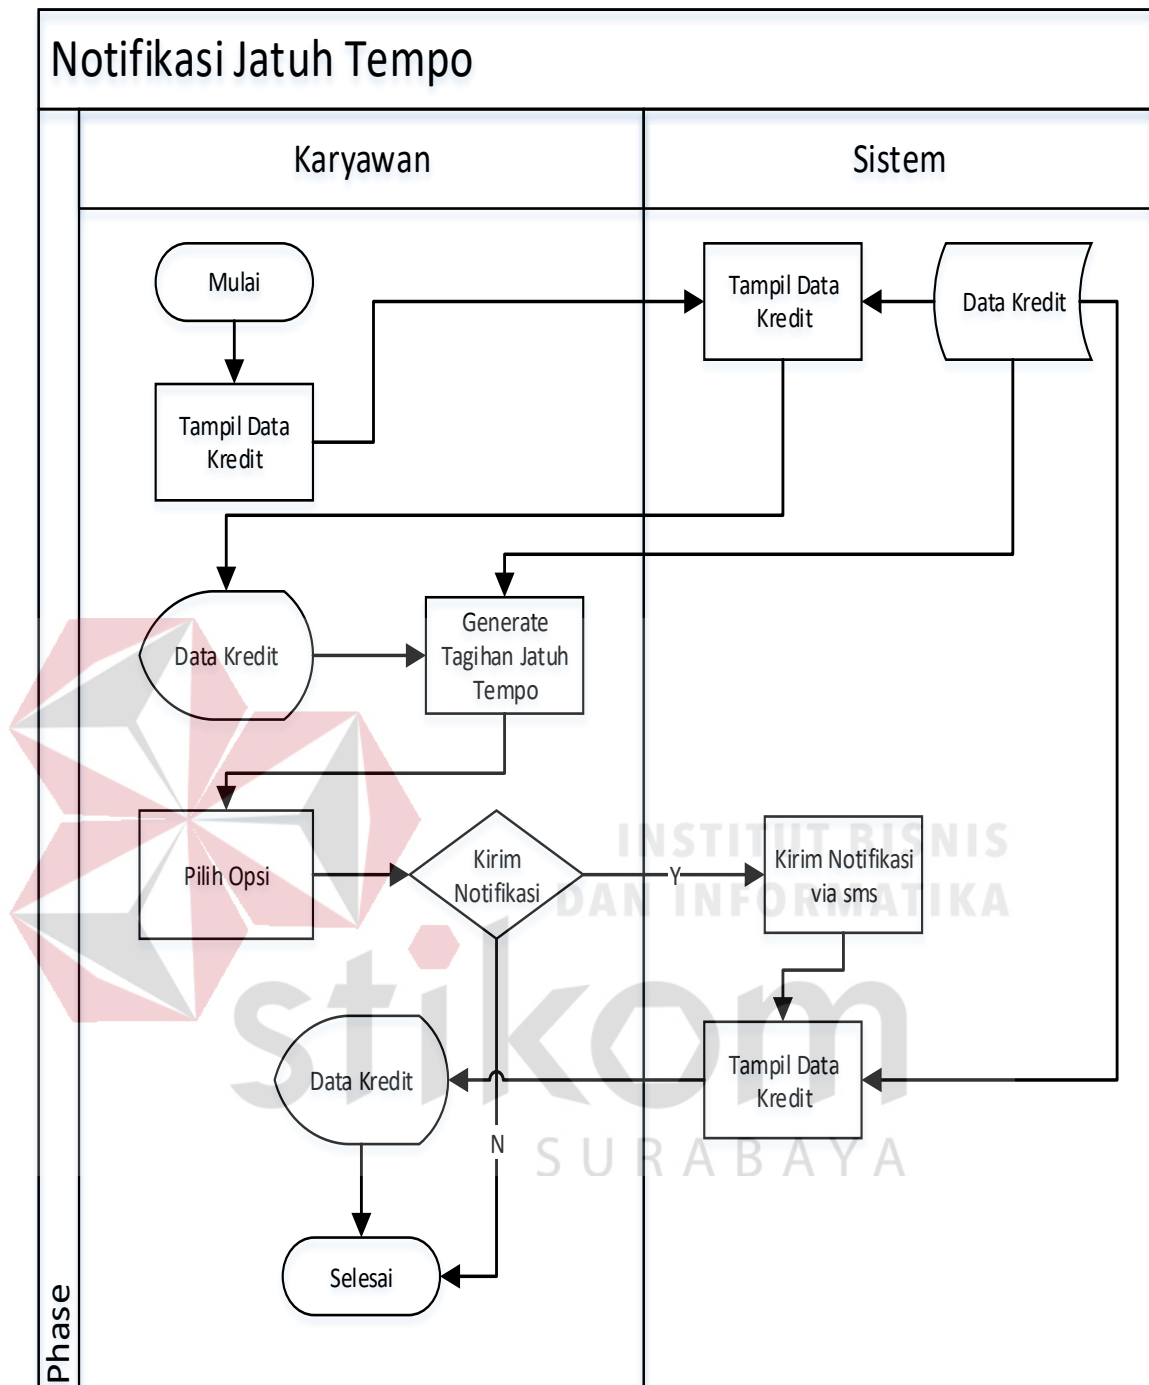 Notifikasi Jatuh Tempo
Karyawan
Sistem
Mulai
Tampil Data
Kredit
Data Kredit
Tampil Data
Kredit
Data Kredit
Generate
Tagihan Jatuh
Tempo
Pilih Opsi
Kirim
Notifikasi
Y
Kirim Notifikasi
via sms
INSTITUT BISNIS
DAN INFORMATIKA
stikom
SURABAYA
Data Kredit
Tampil Data
Kredit
N
Selesai
Phase